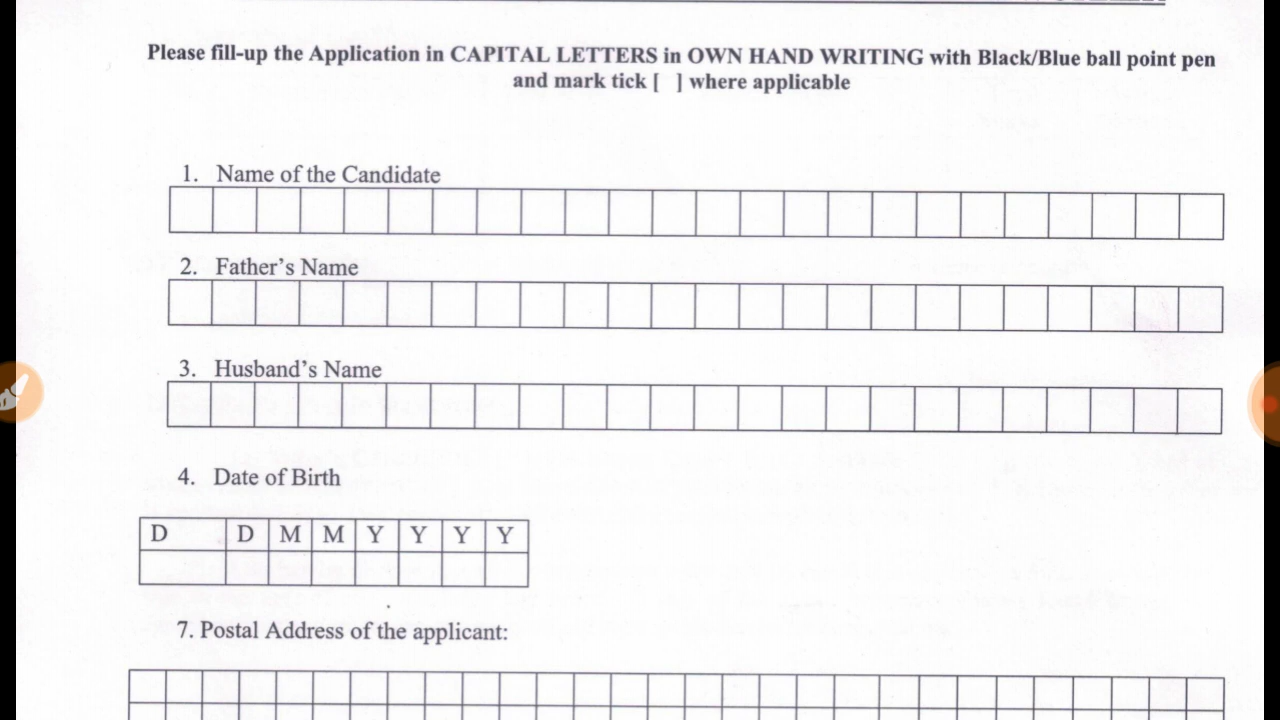 Please fill-up the Application in CAPITAL LETTERS in OWN HAND WRITING with Black/Blue ball point pen
and mark tick [ ] where applicable
1. Name of the Candidate
2. Father's Name
3. Husband's Name
4. Date of Birth
D D M M Y Y Y Y
7. Postal Address of the applicant: